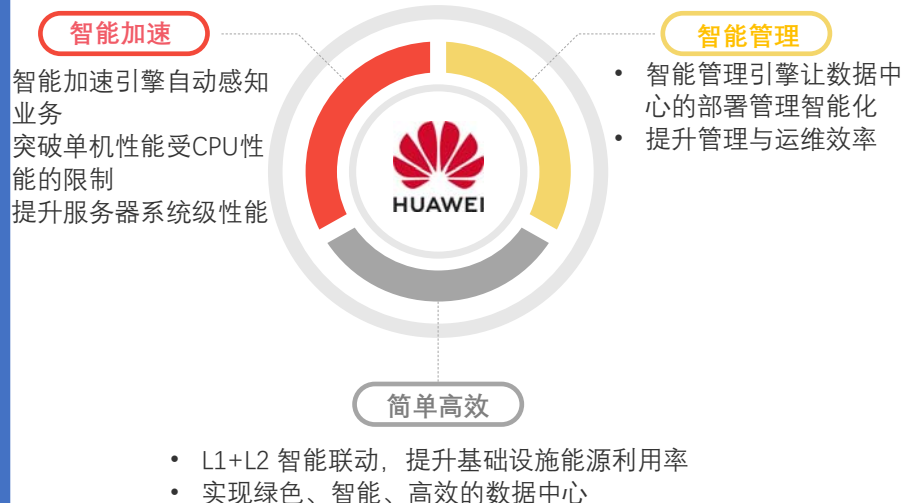 智能加速
智能加速引擎自动感知
业务
突破单机性能受CPU性
能的限制
提升服务器系统级性能
HUAWEI
智能管理
• 智能管理引擎让数据中
心的部署管理智能化
• 提升管理与运维效率
简单高效
• L1+L2 智能联动，提升基础设施能源利用率
• 实现绿色、智能、高效的数据中心